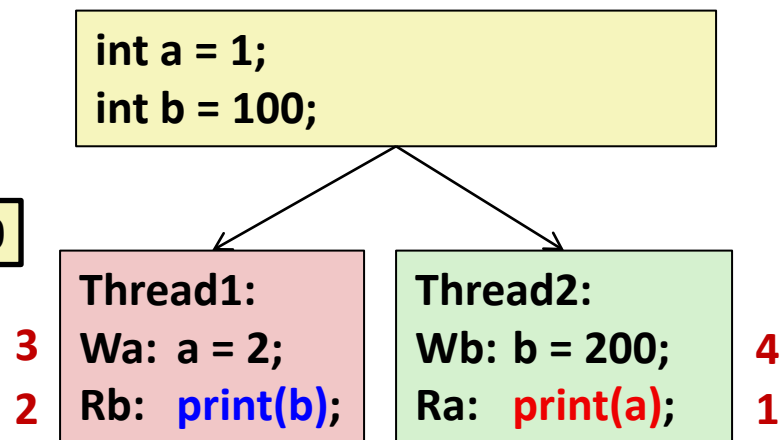 int a = 1;
int b = 100;
Thread1:
3 Wa: a = 2;
2 Rb: print(b);
Thread2:
Wb: b = 200; 4
Ra: print(a); 1